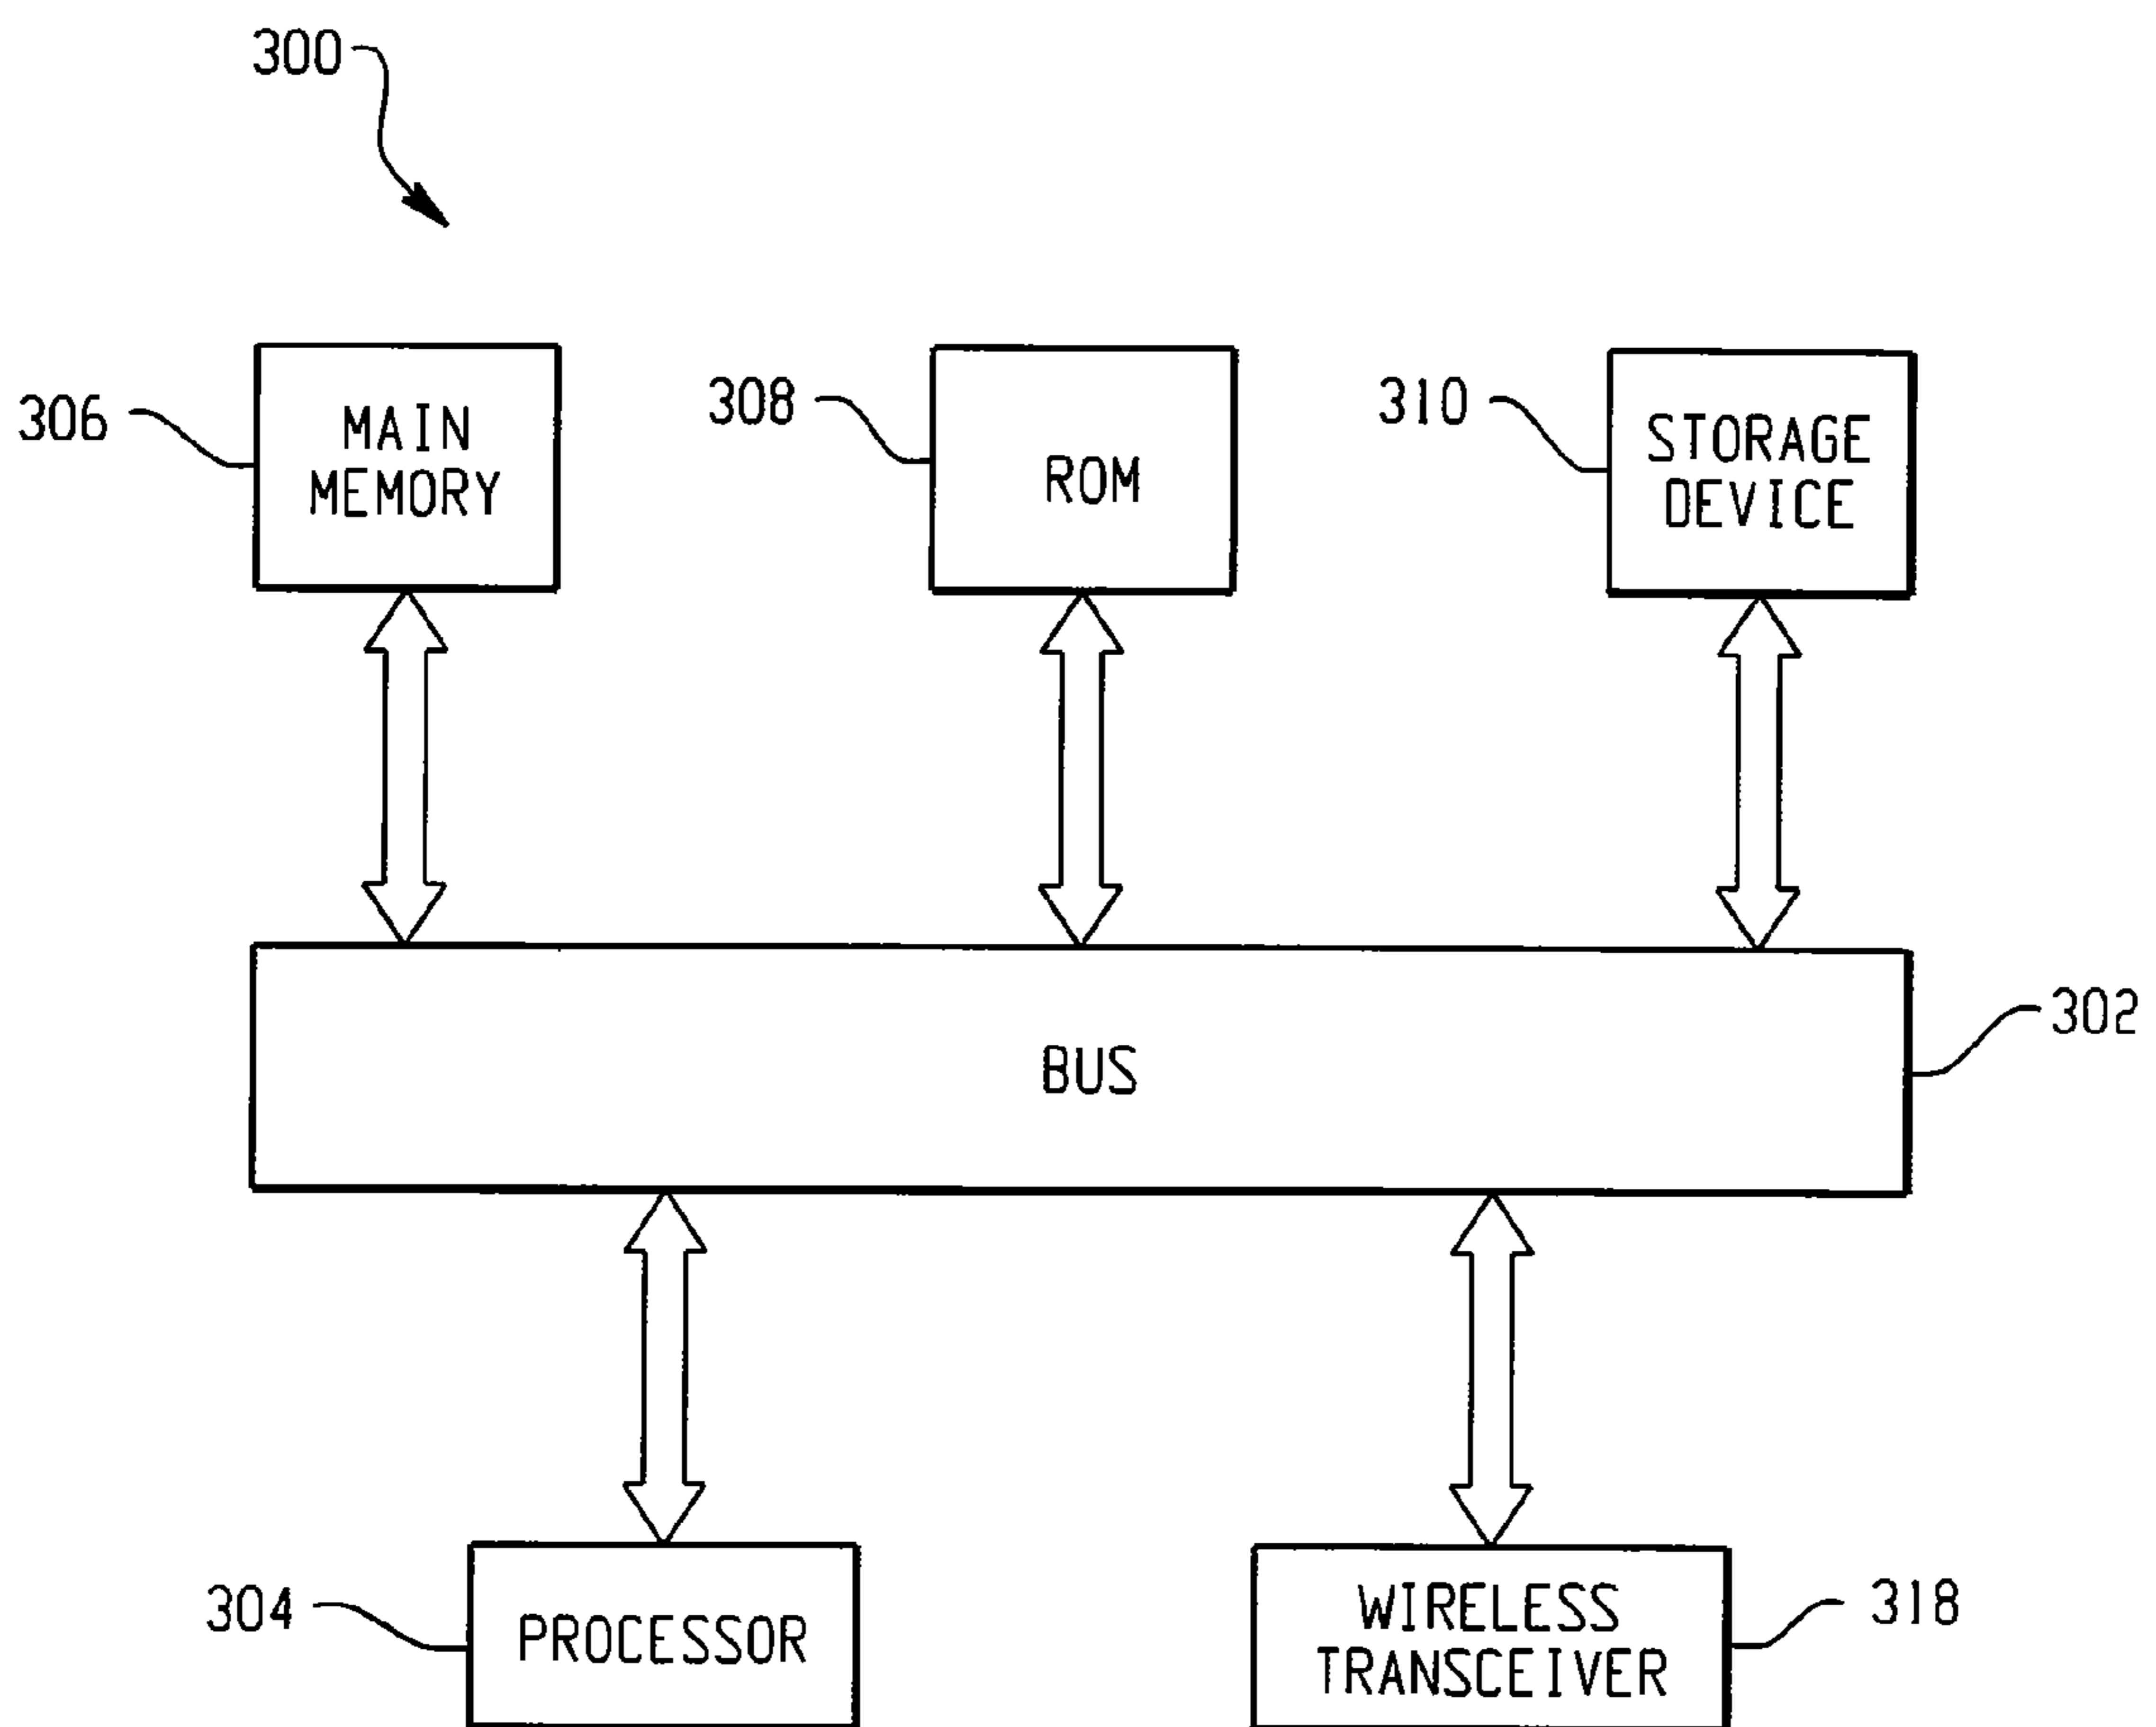 300
306
MAIN
MEMORY
308
ROM
310
STORAGE
DEVICE
BUS
302
304
PROCESSOR
WIRELESS
TRANSCEIVER
318